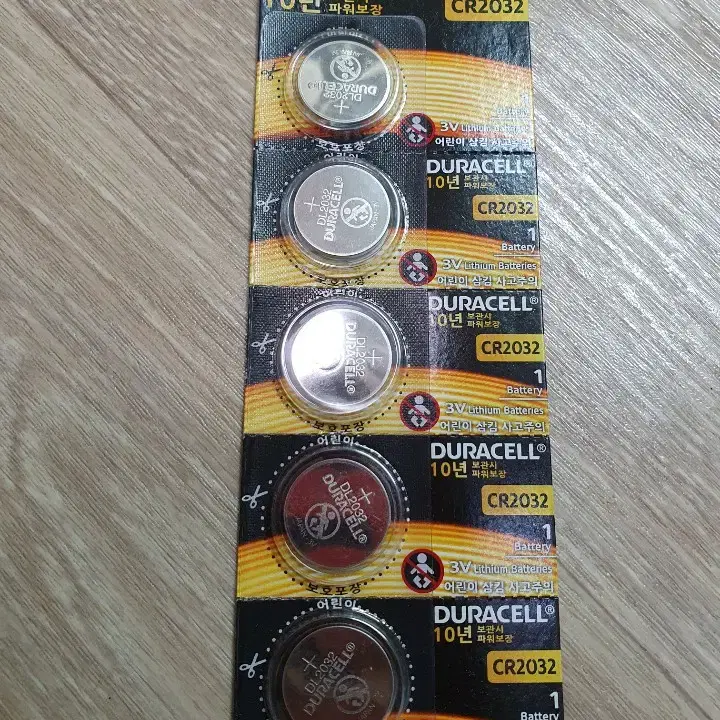 10년 파워보장
CR2032
DL2032
DURACELL
1
3V Lithium Batteries
어린이 삼킴 사고주의
보호포장
어린이
DURACELL®
10년 보관시 파워보장
CR2032
DL2032
DURACELL
1
Battery
3V Lithium Batteries
어린이 삼킴 사고주의
보호포장
어린이
DURACELL®
10년 보관시 파워보장
CR2032
DL2032
DURACELL®
1
Battery
3V Lithium Batteries
어린이 삼킴 사고주의
보호포장
어린이
DURACELL®
10년 보관시 파워보장
CR2032
DL2032
DURACELL®
1
Battery
3V Lithium Batteries
어린이 삼킴 사고주의
보호포장
어린이
DURACELL®
10년 보관시 파워보장
CR2032
DL2032
DURACELL®
1
Battery